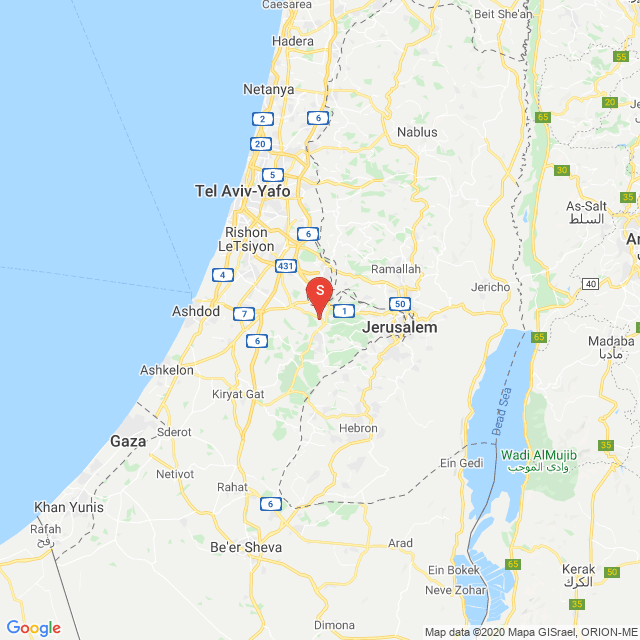 Caesarea
Beit She'an
Hadera
55
Netanya
2
6
65
20
Nablus
20
5
30
Tel Aviv-Yafo
35
As-Salt
السلط
Rishon
LeTsiyon
6
431
Ramallah
4
S
40
Jericho
Ashdod
7
1
50
Jerusalem
6
65
Madaba
مأدبا
Ashkelon
Kiryat Gat
Dead Sea
Gaza
Sderot
Hebron
35
Wadi AlMujib
وادي الموجب
Ein Gedi
Netivot
Rahat
6
Khan Yunis
Rafah
رفح
Be'er Sheva
Arad
65
Ein Bokek
Neve Zohar
Kerak
الكرك
50
35
Dimona
Google
Map data ©2020 Mapa GISrael, ORION-ME